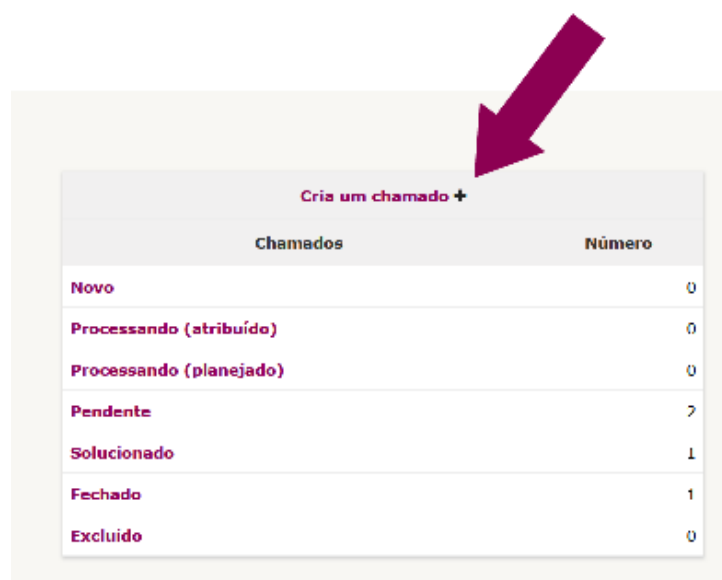 Cria um chamado +
Chamados Número
Novo 0
Processando (atribuído) 0
Processando (planejado) 0
Pendente 2
Solucionado 1
Fechado 1
Excluido 0